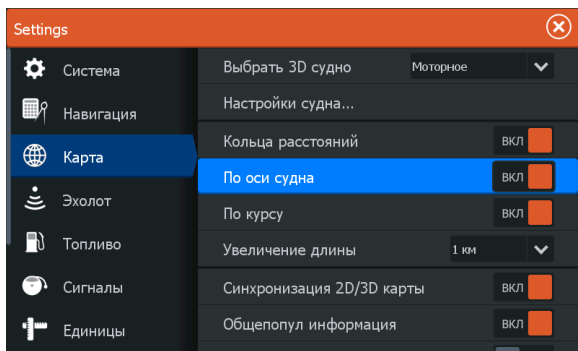 Settings
Система
Навигация
Карта
Эхолот
Топливо
Сигналы
Единицы
Выбрать 3D судно Моторное
Настройки судна...
Кольца расстояний ВКЛ
По оси судна ВКЛ
По курсу ВКЛ
Увеличение длины 1 км
Синхронизация 2D/3D карты ВКЛ
Общепопул информация ВКЛ